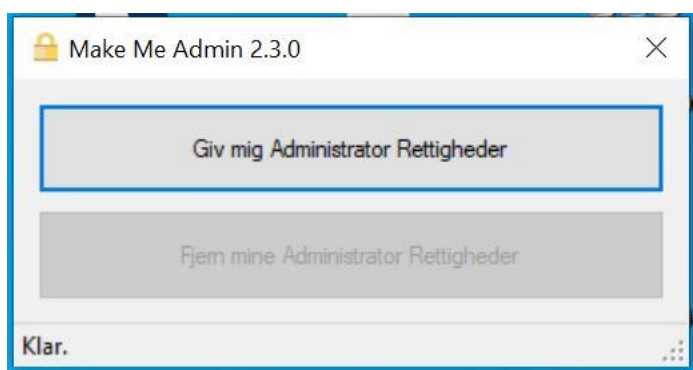 Make Me Admin 2.3.0
Giv mig Administrator Rettigheder
Fjern mine Administrator Rettigheder
Klar.